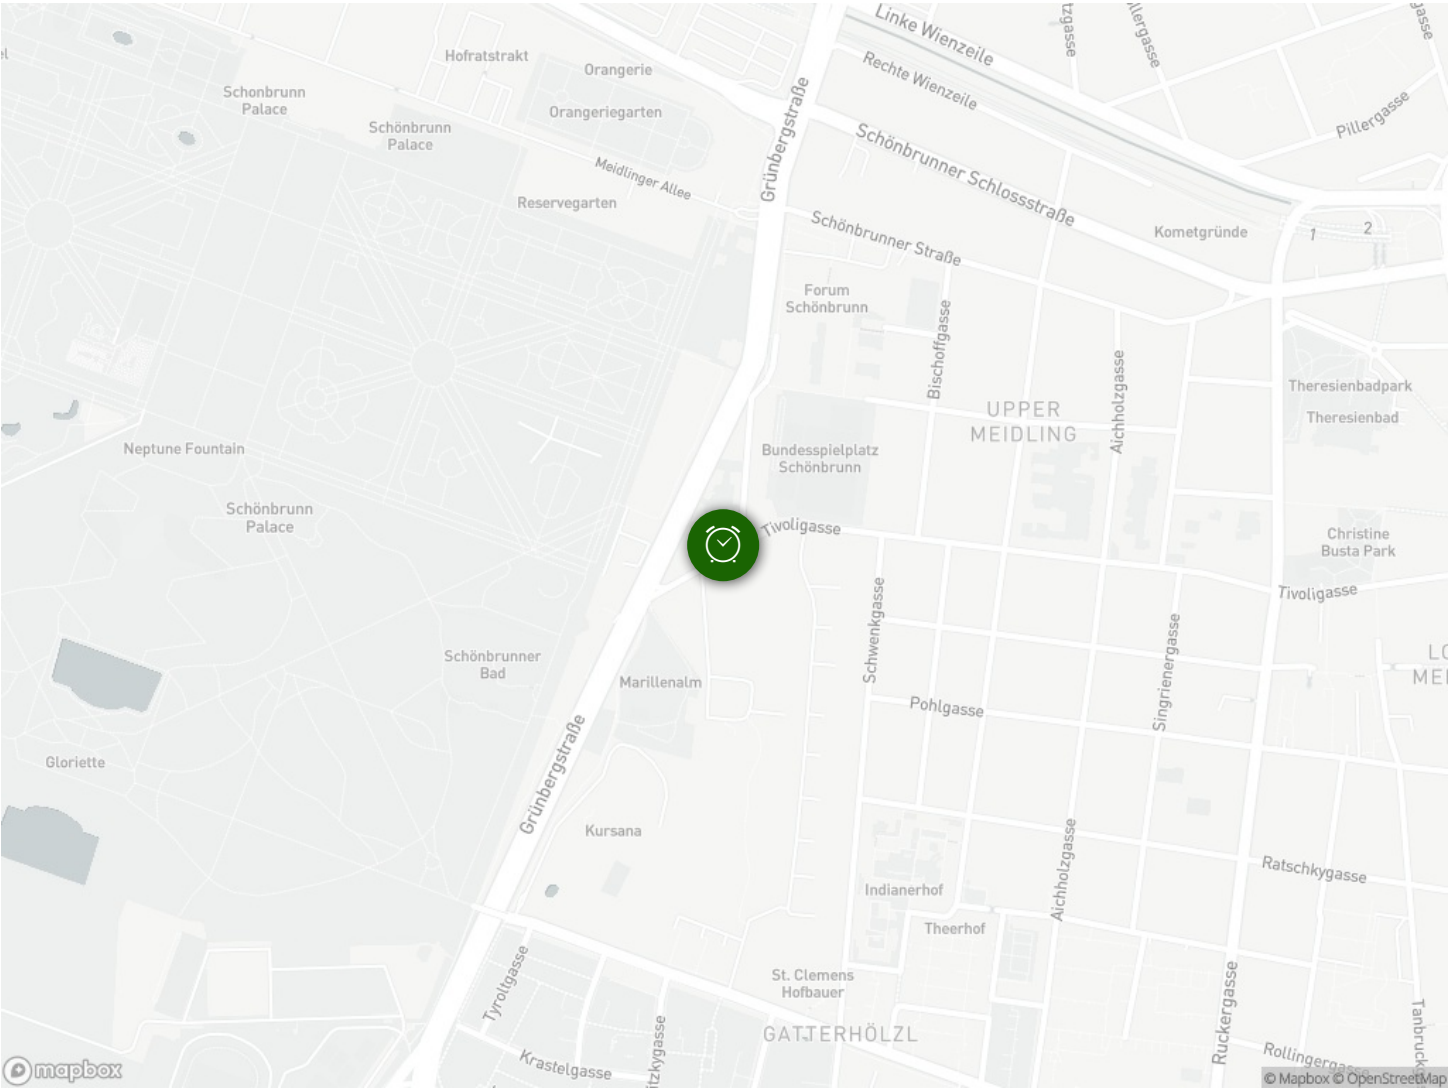 Linke Wienzeile
Hofratstrakt
Orangerie
Rechte Wienzeile
Schonbrunn
Palace
Orangeriegarten
Pillergasse
Schönbrunn
Palace
Grünbergstraße
Schönbrunner Schlossstraße
Meidlinger Allee
Reservegarten
Schönbrunner Straße
Kometgründe
1
2
Forum
Schönbrunn
Bischoffgasse
Aichholzgasse
Theresienbadpark
UPPER
MEIDLING
Theresienbad
Neptune Fountain
Bundesspielplatz
Schönbrunn
Schönbrunn
Palace
Tivoligasse
Christine
Busta Park
Tivoligasse
Schwenkgasse
Singrienergasse
Schönbrunner
Bad
Marillenalm
Pohlgasse
Gloriette
Grünbergstraße
Kursana
Aichholzgasse
Ratschkygasse
Indianerhof
Theerhof
Tyroltgasse
St. Clemens
Hofbauer
Ruckergasse
GATTERHÖLZL
Krastelgasse
Rollingergasse
mapbox
© Mapbox © OpenStreetMap